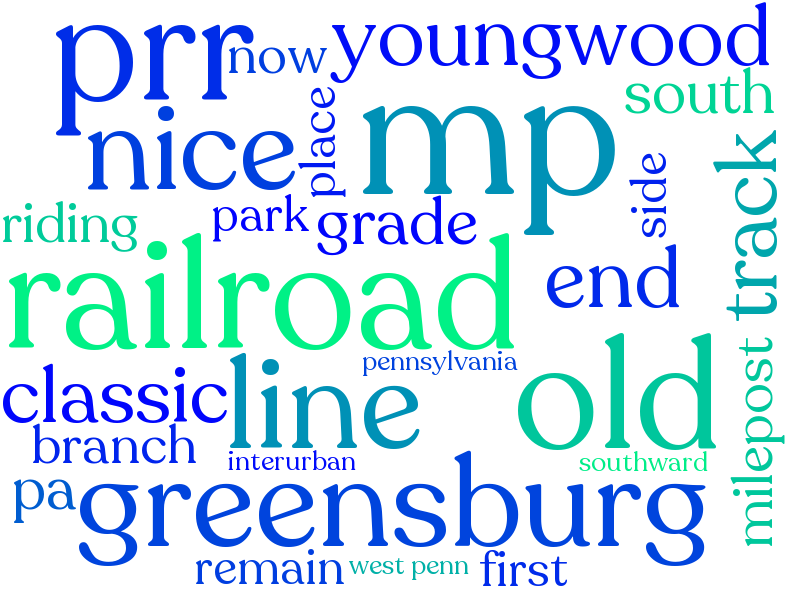 prr
now
youngwood
south
nice
place
mp
side
track
riding
park
grade
railroad
end
pennsylvania
classic
line
old
branch
interurban
southward
milepost
pa
greensburg
remain
west penn
first